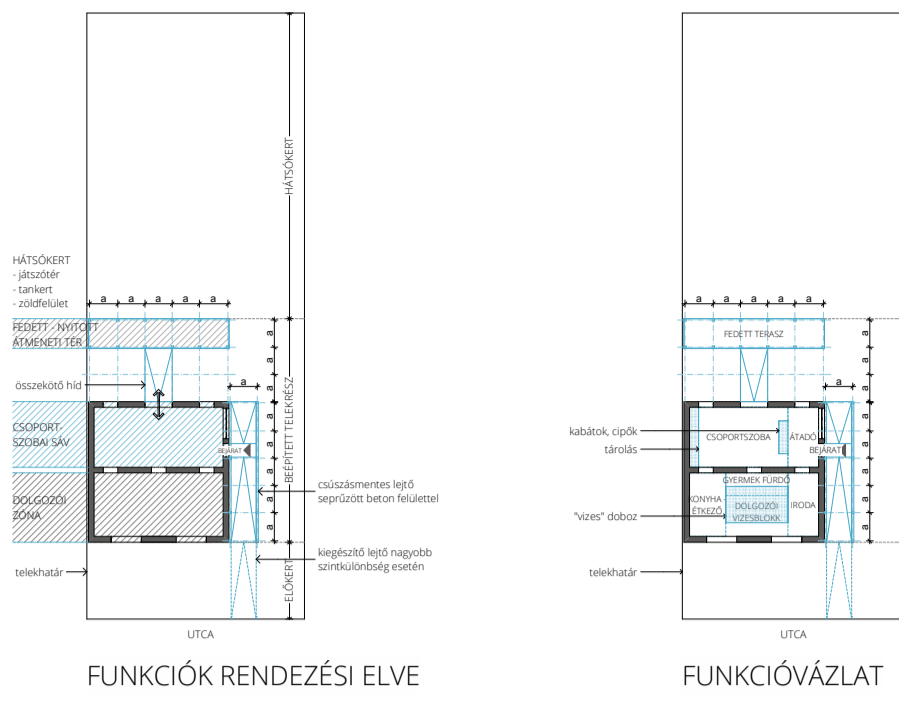 HÁTSÓKERT
HÁTSÓKERT
- játszótér
- tankert
- zöldfelület
a a a a a
FEDETT - NYITOTT
ÁTMENETI TÉR
a
a
a
összekötő híd
a
BEÉPÍTETT TELEKRÉSZ
CSOPORT-
SZOBAI SÁV
a
a
BEJÁRAT
DOLGOZÓI
ZÓNA
a
a
a
csúszásmentes lejtő
seprűzött beton felülettel
kiegészítő lejtő nagyobb
szintkülönbség esetén
telekhatár
ELŐKERT
UTCA
FUNKCIÓK RENDEZÉSI ELVE
a a a a a
FEDETT TERASZ
a
a
a
a
kabátok, cipők
tárolás
CSOPORTSZOBA
ÁTADÓ
a
a
BEJÁRAT
GYERMEK FÜRDŐ
KONYHA -
ÉTKEZŐ
DOLGOZÓI
VIZESBLOKK
IRODA
a
a
a
"vizes" doboz
telekhatár
UTCA
FUNKCIÓVÁZLAT